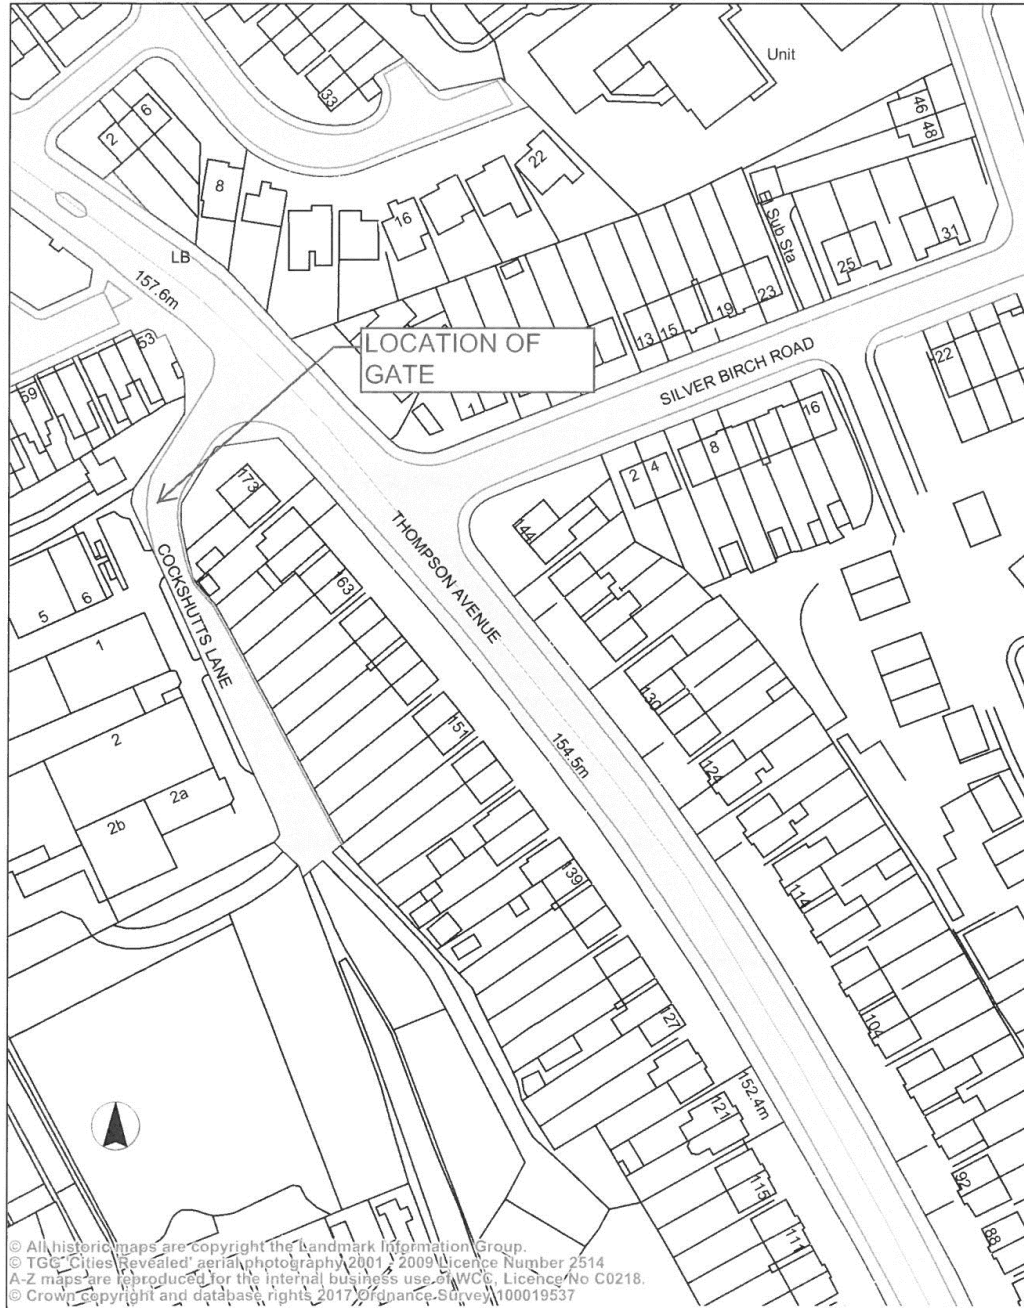 Unit
33
6
2
46
48
8
22
16
El Sub Sta
31
25
LB
157.6m
23
19
15
13
53
LOCATION OF
GATE
22
SILVER BIRCH ROAD
59
1
16
8
4
2
173
144
THOMPSON AVENUE
163
COCKSHUTTS LANE
5
6
1
130
151
154.5m
2
124
2a
2b
139
114
127
104
152.4m
121
115
92
111
88
© All historic maps are copyright the Landmark Information Group.
© TGG 'Cities Revealed' aerial photography 2001 , 2009 Licence Number 2514
A-Z maps are reproduced for the internal business use of WCC, Licence No C0218.
© Crown copyright and database rights 2017 Ordnance Survey 100019537